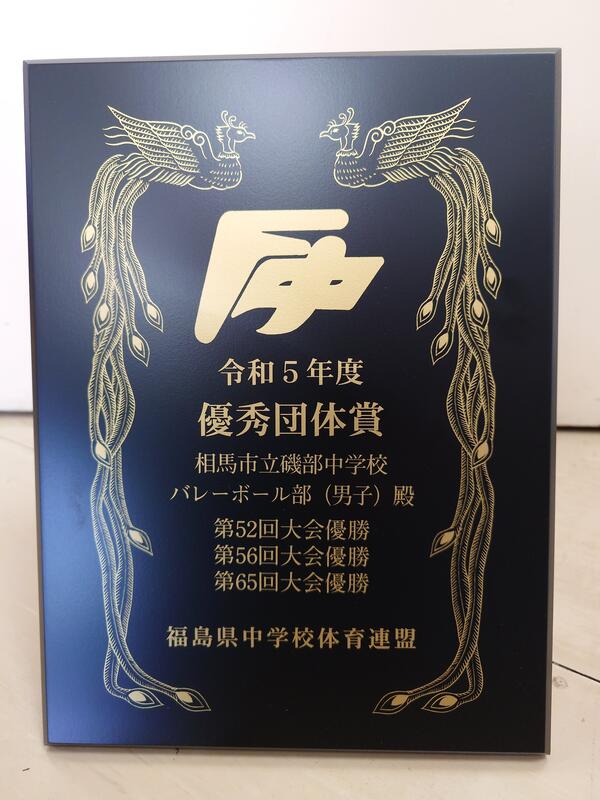 令和5年度
優秀団体賞
相馬市立磯部中学校
バレーボール部（男子）殿
第52回大会優勝
第56回大会優勝
第65回大会優勝
福島県中学校体育連盟